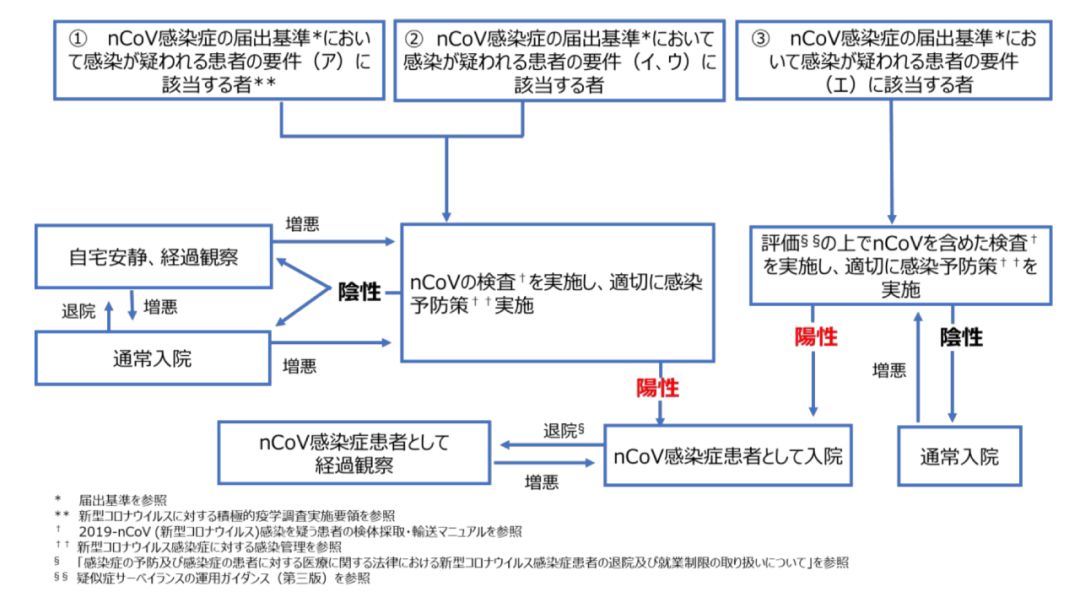 ① nCoV感染症の届出基準*におい
て感染が疑われる患者の要件（ア）に
該当する者**
② nCoV感染症の届出基準*において
感染が疑われる患者の要件（イ、ウ）に
該当する者
③ nCoV感染症の届出基準*にお
いて感染が疑われる患者の要件
（エ）に該当する者
増悪
自宅安静、経過観察
退院
増悪
通常入院
増悪
陰性
nCoVの検査†を実施し、適切に感染
予防策††実施
評価§§の上でnCoVを含めた検査†
を実施し、適切に感染予防策††を
実施
陽性
陽性
陰性
増悪
nCoV感染症患者として
経過観察
退院§
増悪
nCoV感染症患者として入院
通常入院
* 届出基準を参照
** 新型コロナウイルスに対する積極的疫学調査実施要領を参照
† 2019-nCoV (新型コロナウイルス)感染を疑う患者の検体採取・輸送マニュアルを参照
†† 新型コロナウイルス感染症に対する感染管理を参照
§ 「感染症の予防及び感染症の患者に対する医療に関する法律における新型コロナウイルス感染症患者の退院及び就業制限の取り扱いについて」を参照
§§ 疑似症サーベイランスの運用ガイダンス（第三版）を参照